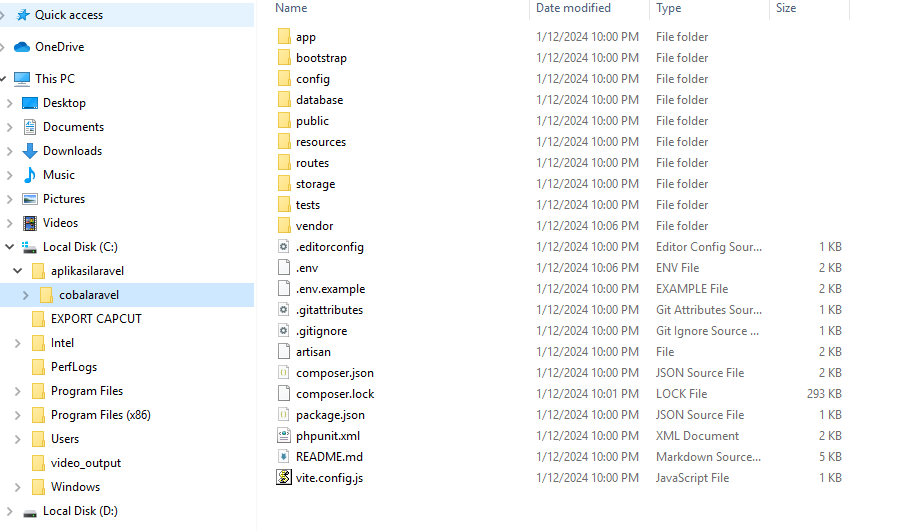 Quick access
OneDrive
This PC
Desktop
Documents
Downloads
Music
Pictures
Videos
Local Disk (C:)
aplikasilaravel
cobalaravel
EXPORT CAPCUT
Intel
PerfLogs
Program Files
Program Files (x86)
Users
video_output
Windows
Local Disk (D:)
Name Date modified Type Size
app 1/12/2024 10:00 PM File folder
bootstrap 1/12/2024 10:00 PM File folder
config 1/12/2024 10:00 PM File folder
database 1/12/2024 10:00 PM File folder
public 1/12/2024 10:00 PM File folder
resources 1/12/2024 10:00 PM File folder
routes 1/12/2024 10:00 PM File folder
storage 1/12/2024 10:00 PM File folder
tests 1/12/2024 10:00 PM File folder
vendor 1/12/2024 10:06 PM File folder
.editorconfig 1/12/2024 10:00 PM Editor Config Sour... 1 KB
.env 1/12/2024 10:06 PM ENV File 2 KB
.env.example 1/12/2024 10:00 PM EXAMPLE File 2 KB
.gitattributes 1/12/2024 10:00 PM Git Attributes Sour... 1 KB
.gitignore 1/12/2024 10:00 PM Git Ignore Source ... 1 KB
artisan 1/12/2024 10:00 PM File 2 KB
composer.json 1/12/2024 10:00 PM JSON Source File 2 KB
composer.lock 1/12/2024 10:01 PM LOCK File 293 KB
package.json 1/12/2024 10:00 PM JSON Source File 1 KB
phpunit.xml 1/12/2024 10:00 PM XML Document 2 KB
README.md 1/12/2024 10:00 PM Markdown Source... 5 KB
vite.config.js 1/12/2024 10:00 PM JavaScript File 1 KB